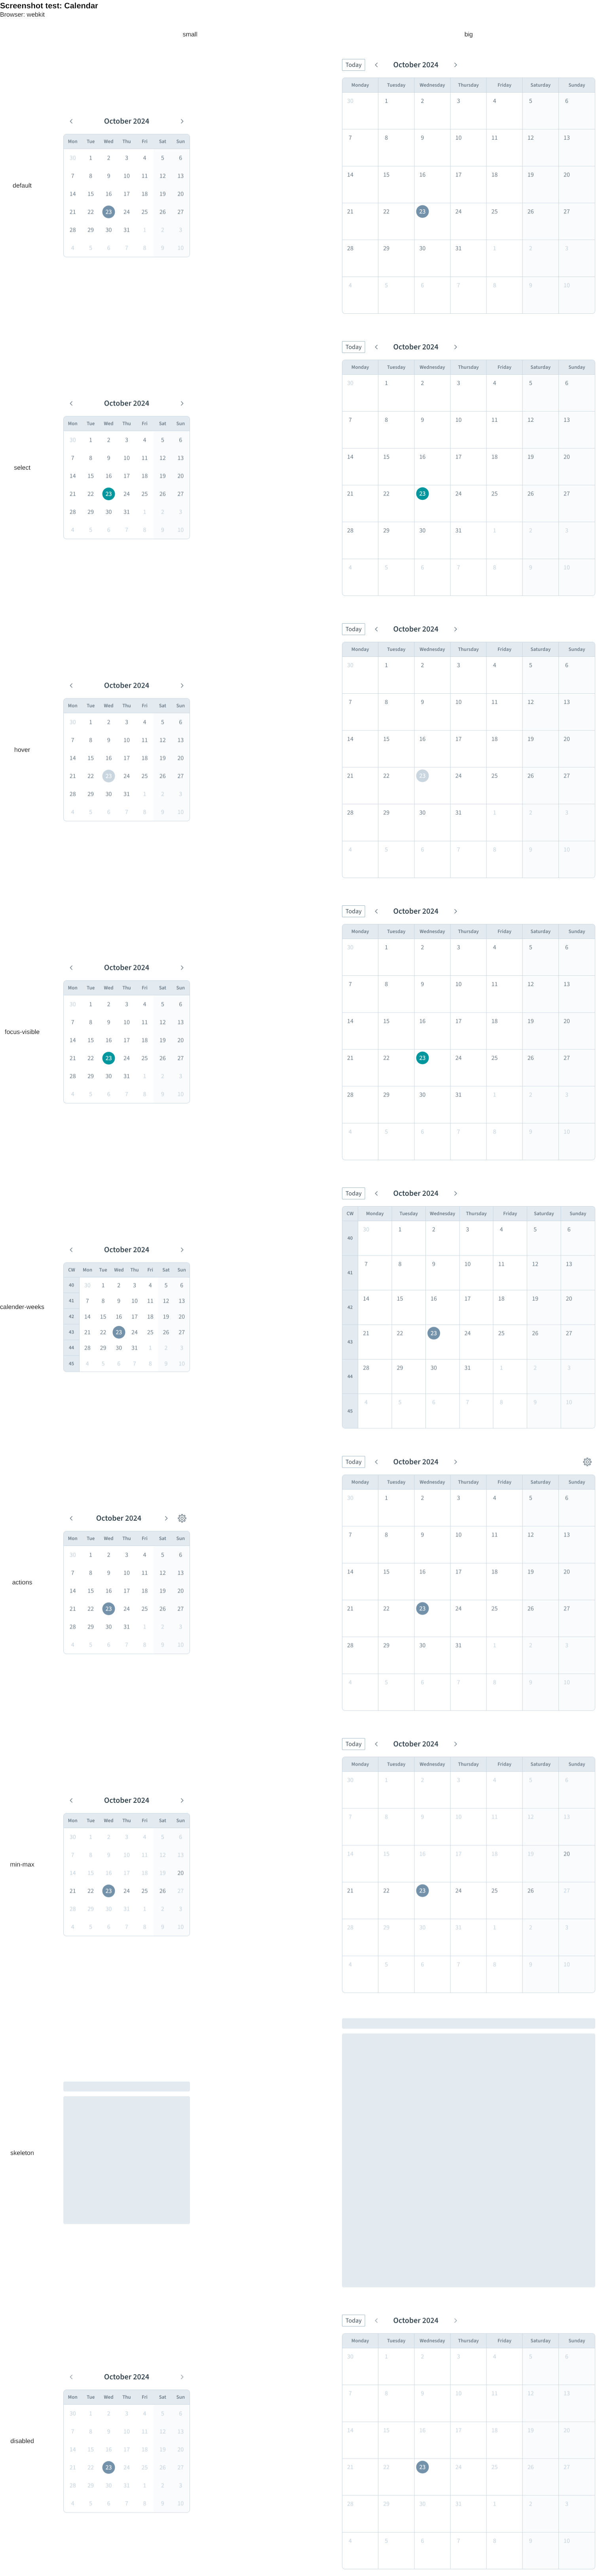 Screenshot test: Calendar
Browser: webkit
small big
default
October 2024
Mon Tue Wed Thu Fri Sat Sun
30 1 2 3 4 5 6
7 8 9 10 11 12 13
14 15 16 17 18 19 20
21 22 23 24 25 26 27
28 29 30 31 1 2 3
4 5 6 7 8 9 10
Today October 2024
Monday Tuesday Wednesday Thursday Friday Saturday Sunday
30 1 2 3 4 5 6
7 8 9 10 11 12 13
14 15 16 17 18 19 20
21 22 23 24 25 26 27
28 29 30 31 1 2 3
4 5 6 7 8 9 10
select
October 2024
Mon Tue Wed Thu Fri Sat Sun
30 1 2 3 4 5 6
7 8 9 10 11 12 13
14 15 16 17 18 19 20
21 22 23 24 25 26 27
28 29 30 31 1 2 3
4 5 6 7 8 9 10
Today October 2024
Monday Tuesday Wednesday Thursday Friday Saturday Sunday
30 1 2 3 4 5 6
7 8 9 10 11 12 13
14 15 16 17 18 19 20
21 22 23 24 25 26 27
28 29 30 31 1 2 3
4 5 6 7 8 9 10
hover
October 2024
Mon Tue Wed Thu Fri Sat Sun
30 1 2 3 4 5 6
7 8 9 10 11 12 13
14 15 16 17 18 19 20
21 22 23 24 25 26 27
28 29 30 31 1 2 3
4 5 6 7 8 9 10
Today October 2024
Monday Tuesday Wednesday Thursday Friday Saturday Sunday
30 1 2 3 4 5 6
7 8 9 10 11 12 13
14 15 16 17 18 19 20
21 22 23 24 25 26 27
28 29 30 31 1 2 3
4 5 6 7 8 9 10
focus-visible
October 2024
Mon Tue Wed Thu Fri Sat Sun
30 1 2 3 4 5 6
7 8 9 10 11 12 13
14 15 16 17 18 19 20
21 22 23 24 25 26 27
28 29 30 31 1 2 3
4 5 6 7 8 9 10
Today October 2024
Monday Tuesday Wednesday Thursday Friday Saturday Sunday
30 1 2 3 4 5 6
7 8 9 10 11 12 13
14 15 16 17 18 19 20
21 22 23 24 25 26 27
28 29 30 31 1 2 3
4 5 6 7 8 9 10
calender-weeks
October 2024
CW Mon Tue Wed Thu Fri Sat Sun
40 30 1 2 3 4 5 6
41 7 8 9 10 11 12 13
42 14 15 16 17 18 19 20
43 21 22 23 24 25 26 27
44 28 29 30 31 1 2 3
45 4 5 6 7 8 9 10
Today October 2024
CW Monday Tuesday Wednesday Thursday Friday Saturday Sunday
40 30 1 2 3 4 5 6
41 7 8 9 10 11 12 13
42 14 15 16 17 18 19 20
43 21 22 23 24 25 26 27
44 28 29 30 31 1 2 3
45 4 5 6 7 8 9 10
actions
October 2024
Mon Tue Wed Thu Fri Sat Sun
30 1 2 3 4 5 6
7 8 9 10 11 12 13
14 15 16 17 18 19 20
21 22 23 24 25 26 27
28 29 30 31 1 2 3
4 5 6 7 8 9 10
Today October 2024
Monday Tuesday Wednesday Thursday Friday Saturday Sunday
30 1 2 3 4 5 6
7 8 9 10 11 12 13
14 15 16 17 18 19 20
21 22 23 24 25 26 27
28 29 30 31 1 2 3
4 5 6 7 8 9 10
min-max
October 2024
Mon Tue Wed Thu Fri Sat Sun
30 1 2 3 4 5 6
7 8 9 10 11 12 13
14 15 16 17 18 19 20
21 22 23 24 25 26 27
28 29 30 31 1 2 3
4 5 6 7 8 9 10
Today October 2024
Monday Tuesday Wednesday Thursday Friday Saturday Sunday
30 1 2 3 4 5 6
7 8 9 10 11 12 13
14 15 16 17 18 19 20
21 22 23 24 25 26 27
28 29 30 31 1 2 3
4 5 6 7 8 9 10
skeleton
disabled
October 2024
Mon Tue Wed Thu Fri Sat Sun
30 1 2 3 4 5 6
7 8 9 10 11 12 13
14 15 16 17 18 19 20
21 22 23 24 25 26 27
28 29 30 31 1 2 3
4 5 6 7 8 9 10
Today October 2024
Monday Tuesday Wednesday Thursday Friday Saturday Sunday
30 1 2 3 4 5 6
7 8 9 10 11 12 13
14 15 16 17 18 19 20
21 22 23 24 25 26 27
28 29 30 31 1 2 3
4 5 6 7 8 9 10